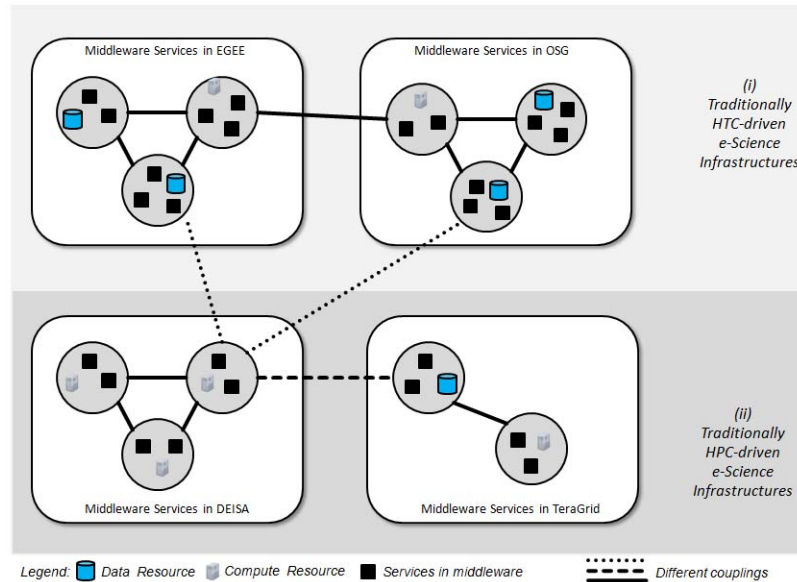 Middleware Services in EGEE
Middleware Services in OSG
(i)
Traditionally
HTC-driven
e-Science
Infrastructures
Middleware Services in DEISA
Middleware Services in TeraGrid
(ii)
Traditionally
HPC-driven
e-Science
Infrastructures
Legend: Data Resource Compute Resource Services in middleware Different couplings